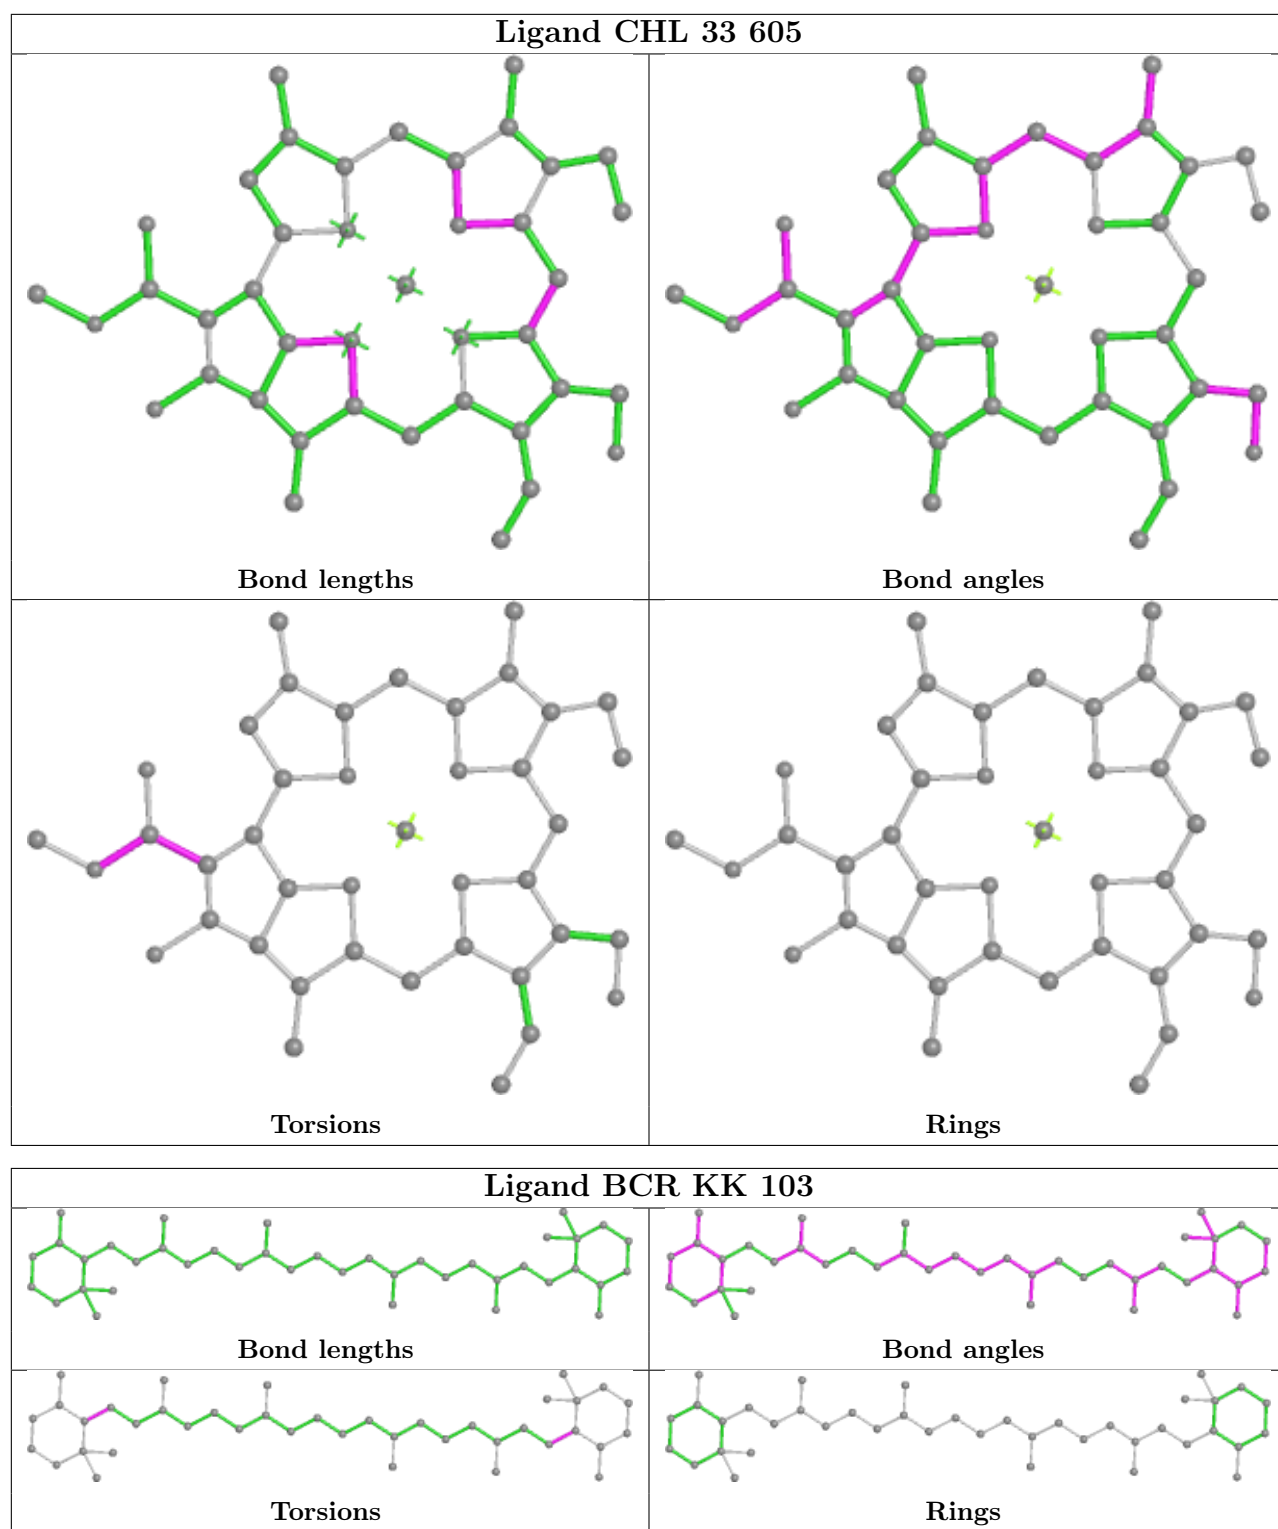 Ligand CHL 33 605
Bond lengths
Bond angles
Torsions
Rings
Ligand BCR KK 103
Bond lengths
Bond angles
Torsions
Rings